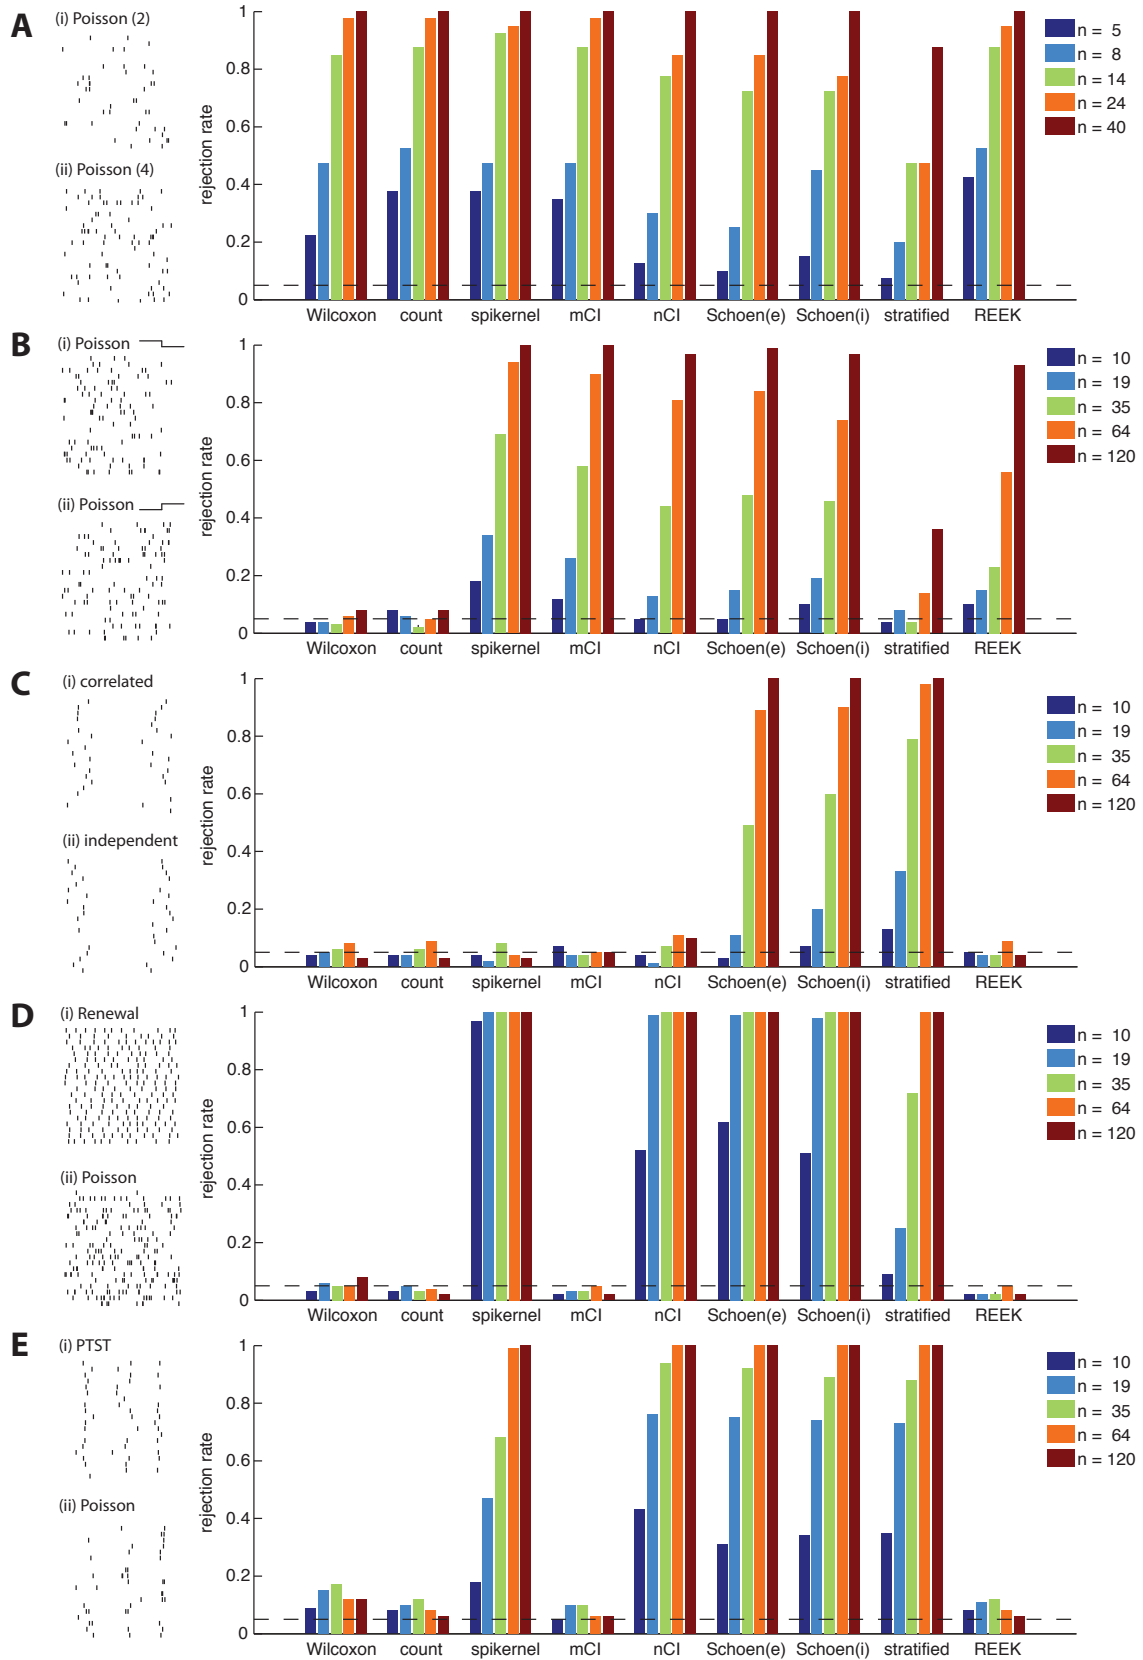 A
(i) Poisson (2)
(ii) Poisson (4)
rejection rate
1
0.8
0.6
0.4
0.2
0
Wilcoxon count spikernel mCI nCI Schoen(e) Schoen(i) stratified REEK
n = 5
n = 8
n = 14
n = 24
n = 40
B
(i) Poisson
(ii) Poisson
rejection rate
1
0.8
0.6
0.4
0.2
0
Wilcoxon count spikernel mCI nCI Schoen(e) Schoen(i) stratified REEK
n = 10
n = 19
n = 35
n = 64
n = 120
C
(i) correlated
(ii) independent
rejection rate
1
0.8
0.6
0.4
0.2
0
Wilcoxon count spikernel mCI nCI Schoen(e) Schoen(i) stratified REEK
n = 10
n = 19
n = 35
n = 64
n = 120
D
(i) Renewal
(ii) Poisson
rejection rate
1
0.8
0.6
0.4
0.2
0
Wilcoxon count spikernel mCI nCI Schoen(e) Schoen(i) stratified REEK
n = 10
n = 19
n = 35
n = 64
n = 120
E
(i) PTST
(ii) Poisson
rejection rate
1
0.8
0.6
0.4
0.2
0
Wilcoxon count spikernel mCI nCI Schoen(e) Schoen(i) stratified REEK
n = 10
n = 19
n = 35
n = 64
n = 120